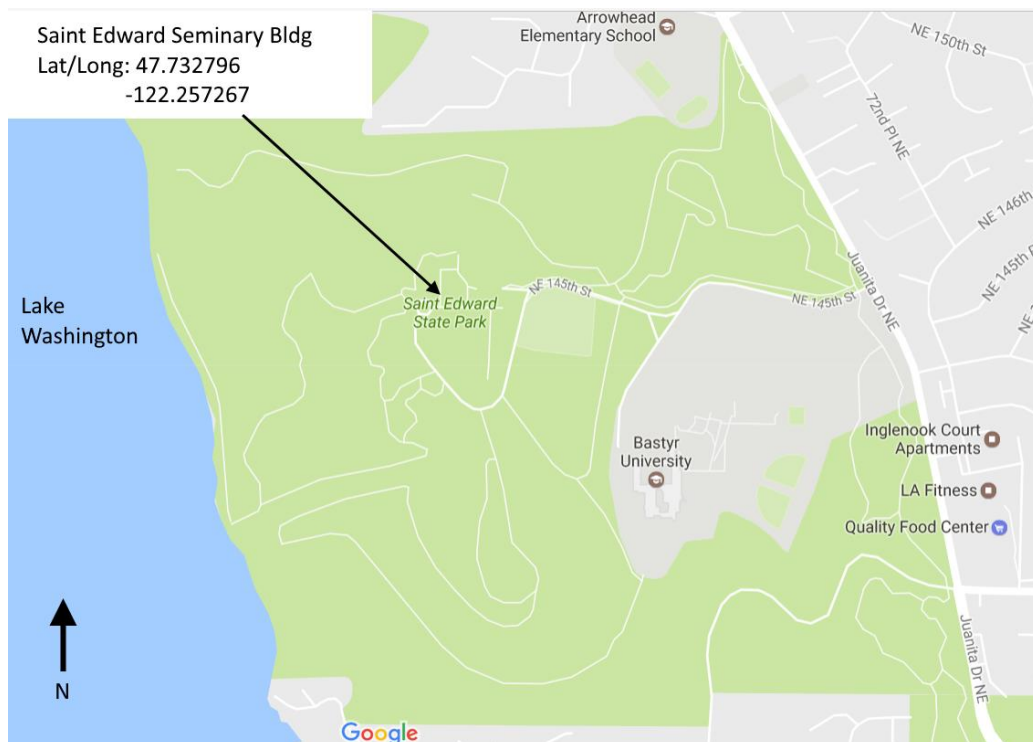 Saint Edward Seminary Bldg
Lat/Long: 47.732796
-122.257267
Arrowhead
Elementary School
NE 150th St
72nd Pl NE
NE 146th
NE 145th
Juanita Dr NE
NE 145th St
NE 145th St
Saint Edward
State Park
Lake
Washington
Bastyr
University
Inglenook Court
Apartments
LA Fitness
Quality Food Center
Juanita Dr NE
N
Google